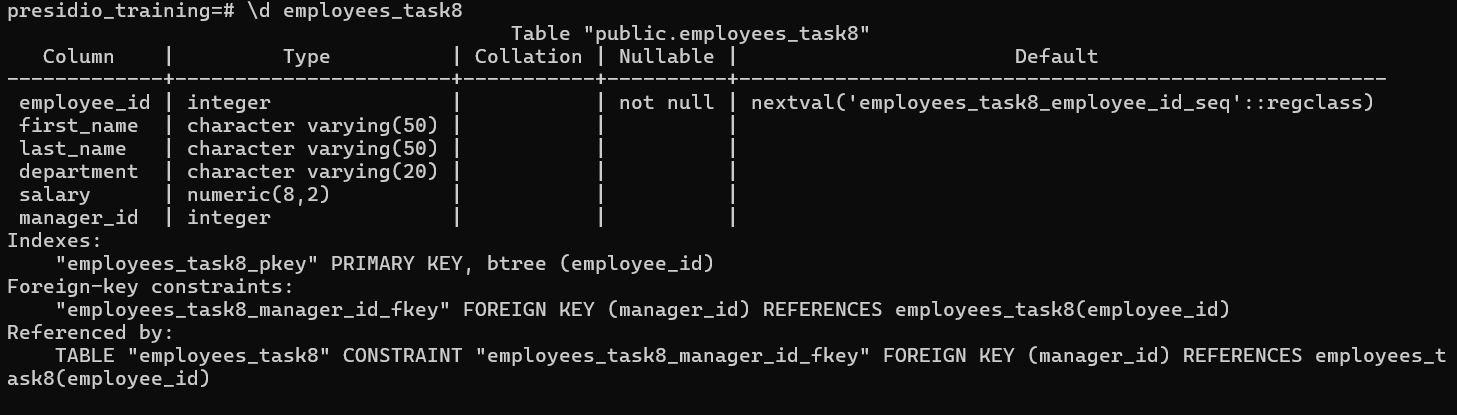 presidio_training=# \d employees_task8
                                          Table "public.employees_task8"
   Column    |         Type          | Collation | Nullable |                       Default
-------------+-----------------------+-----------+----------+------------------------------------------------------
 employee_id | integer               |           | not null | nextval('employees_task8_employee_id_seq'::regclass)
 first_name  | character varying(50) |           |          |
 last_name   | character varying(50) |           |          |
 department  | character varying(20) |           |          |
 salary      | numeric(8,2)          |           |          |
 manager_id  | integer               |           |          |
Indexes:
    "employees_task8_pkey" PRIMARY KEY, btree (employee_id)
Foreign-key constraints:
    "employees_task8_manager_id_fkey" FOREIGN KEY (manager_id) REFERENCES employees_task8(employee_id)
Referenced by:
    TABLE "employees_task8" CONSTRAINT "employees_task8_manager_id_fkey" FOREIGN KEY (manager_id) REFERENCES employees_t
ask8(employee_id)